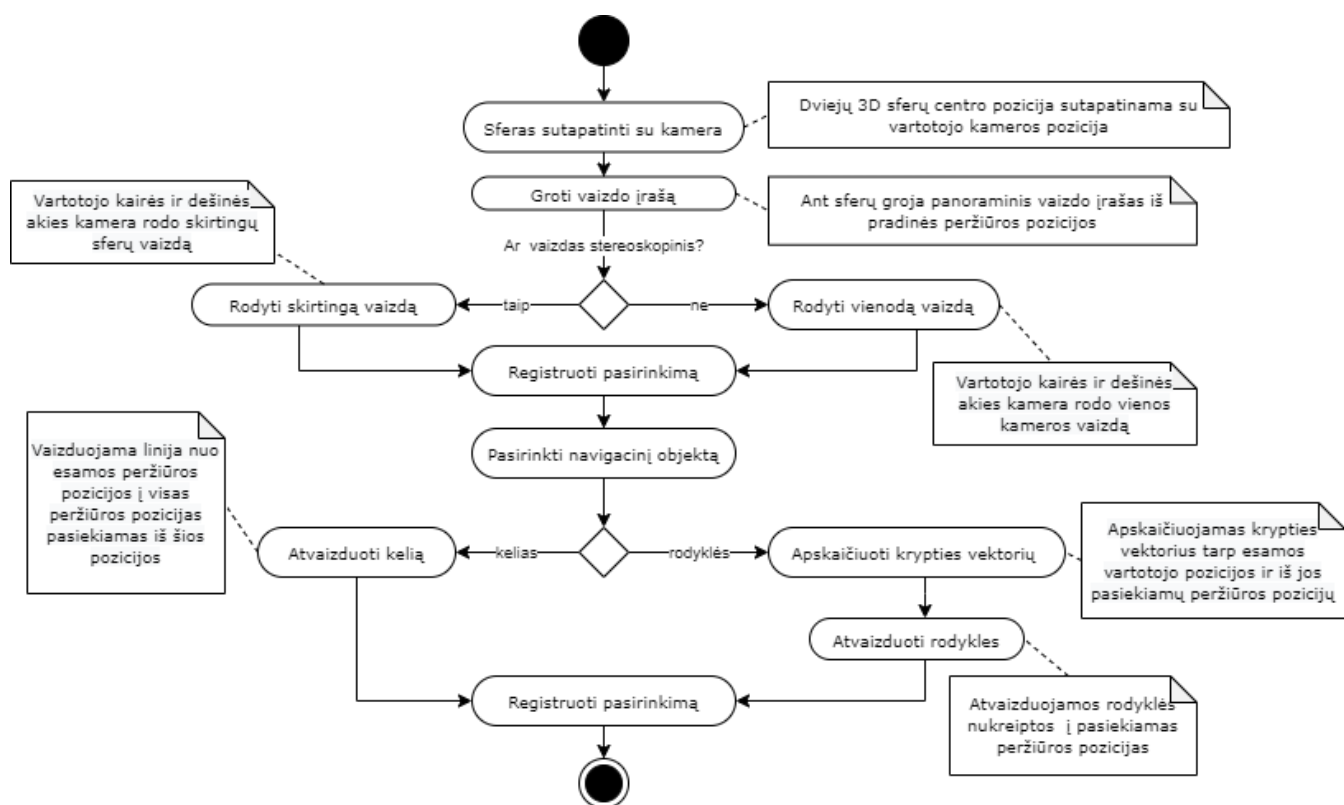 Dviejų 3D sferų centro pozicija sutapatinama su
vartotojo kameros pozicija
Sferas sutapatinti su kamera
Vartotojo kairės ir dešinės
akies kamera rodo skirtingų
sferų vaizdą
Groti vaizdo įrašą
Ant sferų groja panoraminis vaizdo įrašas iš
pradinės peržiūros pozicijos
Ar vaizdas stereoskopinis?
Rodyti skirtingą vaizdą
taip
ne
Rodyti vienodą vaizdą
Registruoti pasirinkimą
Vartotojo kairės ir dešinės
akies kamera rodo vienos
kameros vaizdą
Pasirinkti navigacinį objektą
Vaizduojama linija nuo
esamos peržiūros
pozicijos į visas
peržiūros pozicijas
pasiekiamas iš šios
pozicijos
Atvaizduoti kelią
kelias
rodyklės
Apskaičiuoti krypties vektorių
Apskaičiuojamas krypties
vektorius tarp esamos
vartotojo pozicijos ir iš jos
pasiekiamų peržiūros pozicijų
Atvaizduoti rodykles
Registruoti pasirinkimą
Atvaizduojamos rodyklės
nukreiptos į pasiekiamas
peržiūros pozicijas